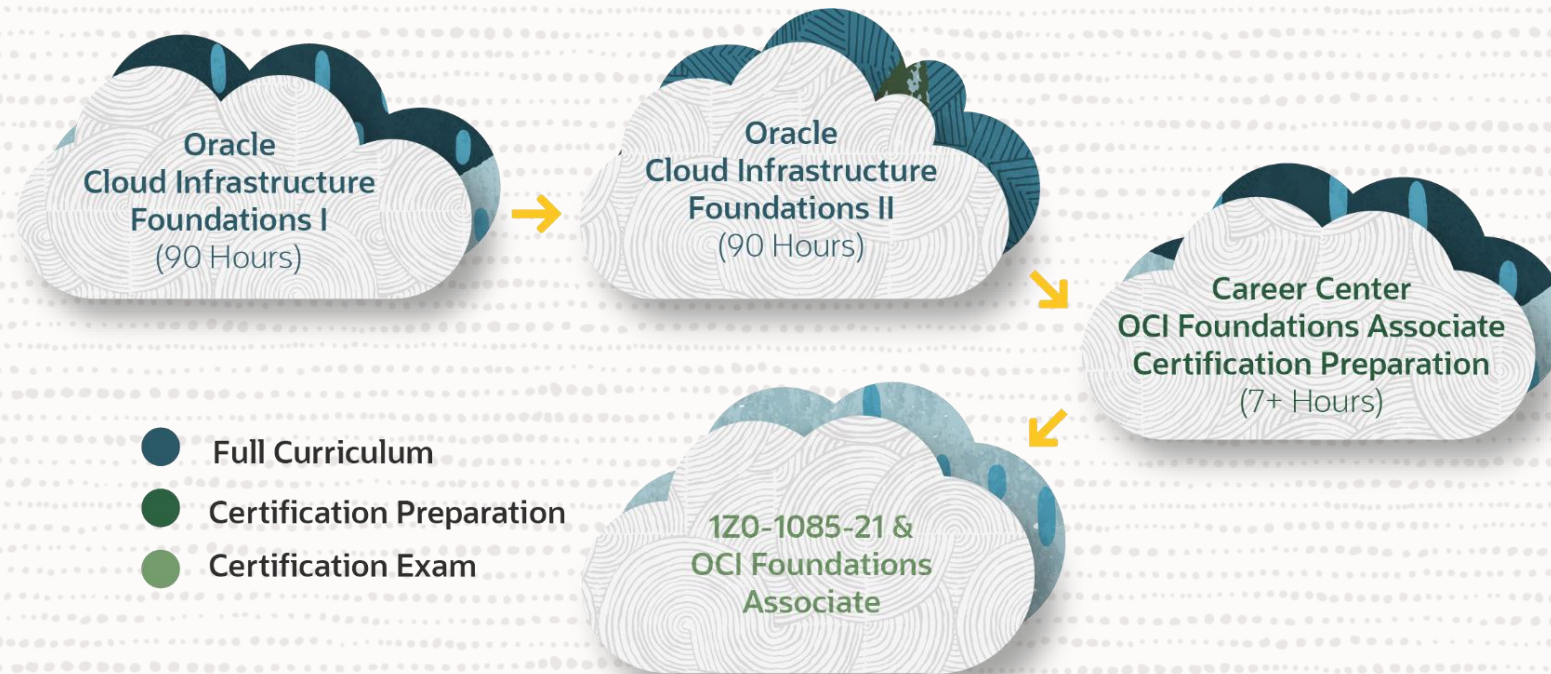 Oracle
Cloud Infrastructure
Foundations I
(90 Hours)
Oracle
Cloud Infrastructure
Foundations II
(90 Hours)
Career Center
OCI Foundations Associate
Certification Preparation
(7+ Hours)
1Z0-1085-21 &
OCI Foundations
Associate
Full Curriculum
Certification Preparation
Certification Exam